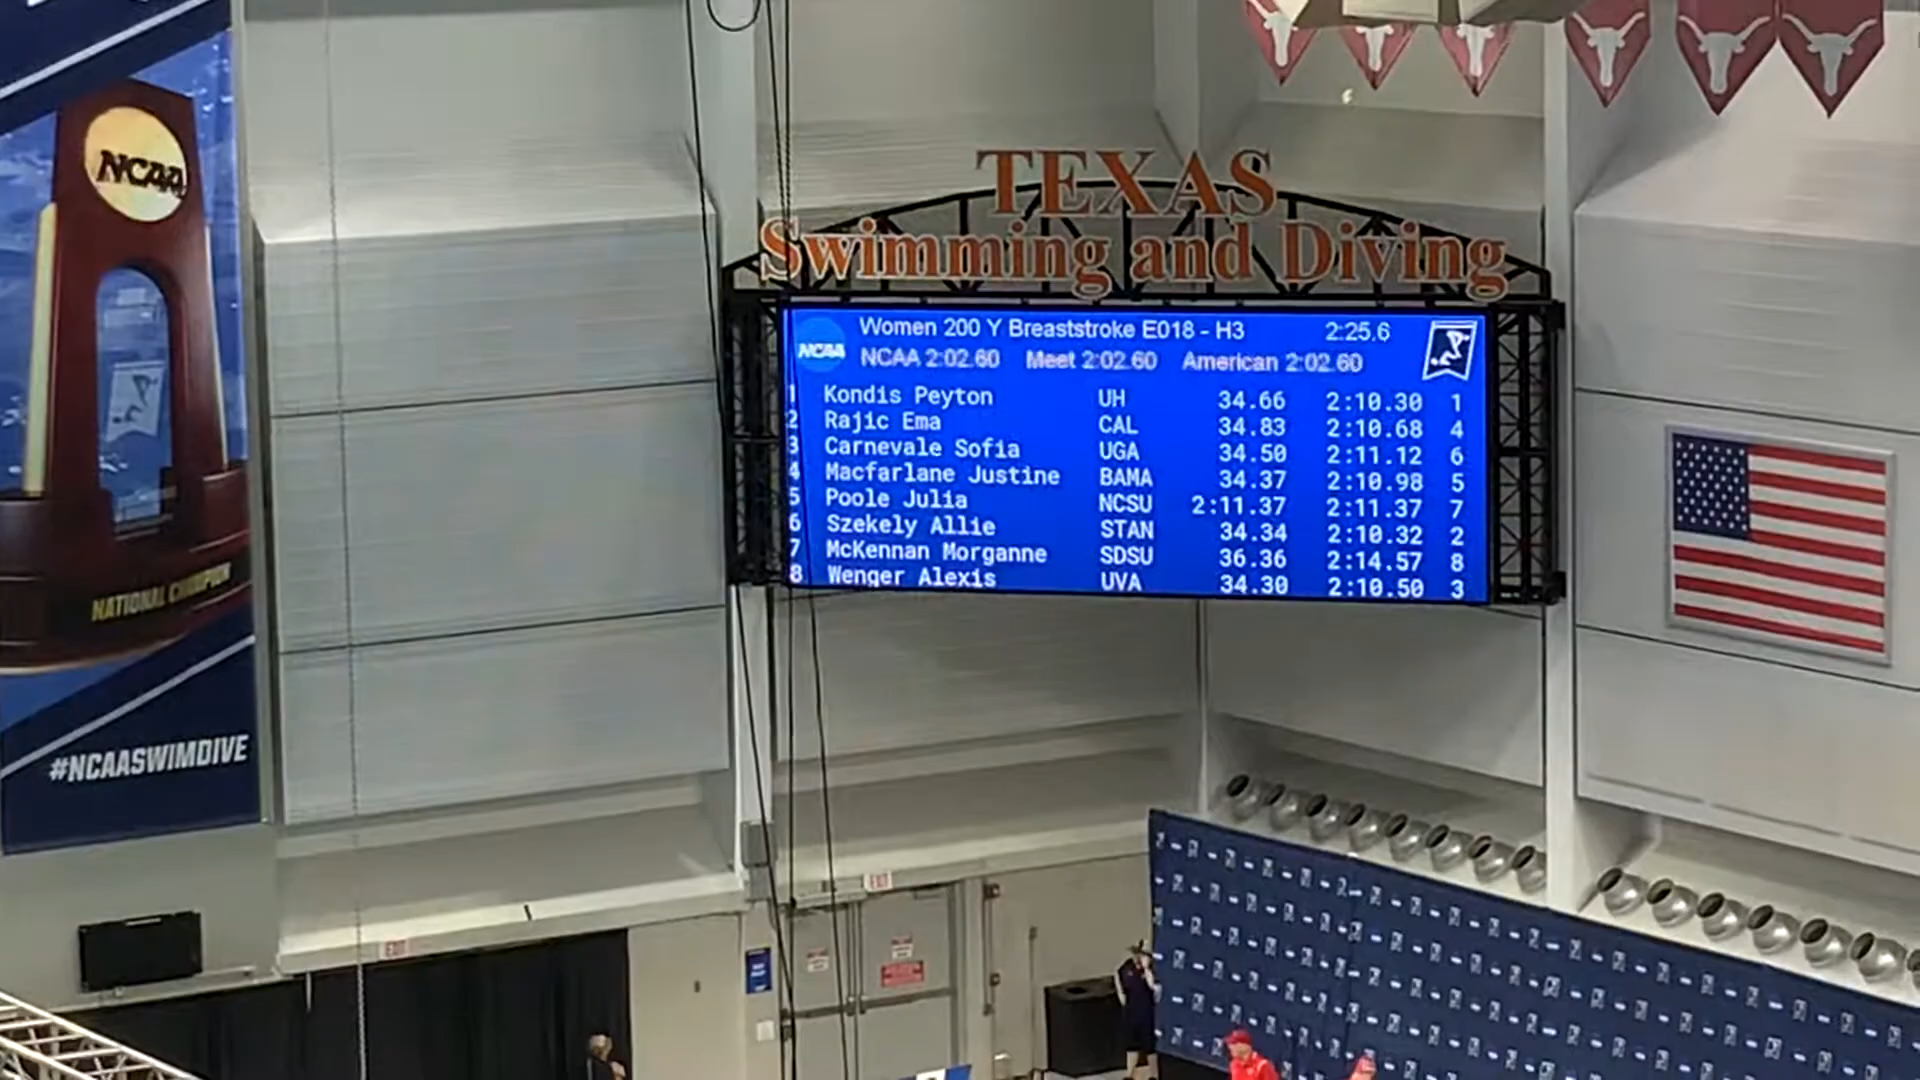 NCAA
NATIONAL CHAMPION
#NCAASWIMDIVE
TEXAS
Swimming and Diving
NCAA
Women 200 Y Breaststroke E018 - H3 2:25.6
NCAA 2:02.60 Meet 2:02.60 American 2:02.60
1 Kondis Peyton UH 34.66 2:10.30 1
2 Rajic Ema CAL 34.83 2:10.68 4
3 Carnevale Sofia UGA 34.50 2:11.12 6
4 Macfarlane Justine BAMA 34.37 2:10.98 5
5 Poole Julia NCSU 2:11.37 2:11.37 7
6 Szekely Allie STAN 34.34 2:10.32 2
7 McKennan Morganne SDSU 36.36 2:14.57 8
8 Wenger Alexis UVA 34.30 2:10.50 3
EXIT
EXIT